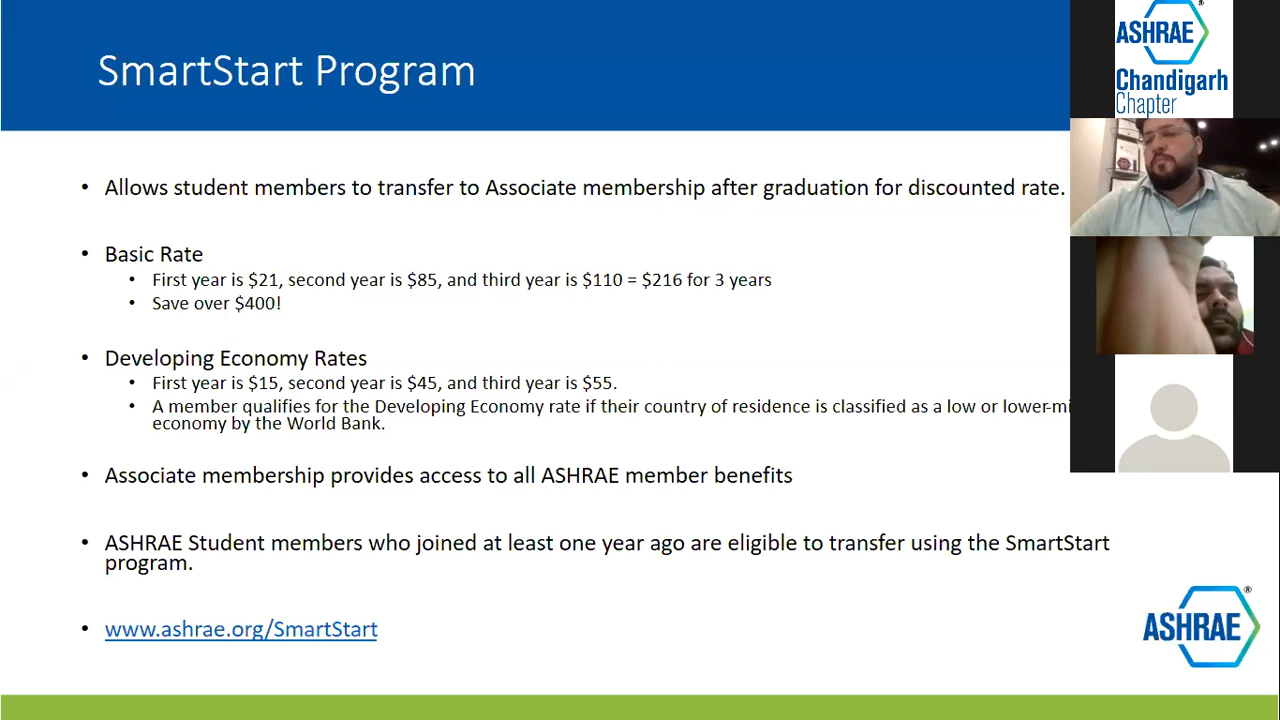 SmartStart Program
• Allows student members to transfer to Associate membership after graduation for discounted rate.
• Basic Rate
• First year is $21, second year is $85, and third year is $110 = $216 for 3 years
• Save over $400!
• Developing Economy Rates
• First year is $15, second year is $45, and third year is $55.
• A member qualifies for the Developing Economy rate if their country of residence is classified as a low or
economy by the World Bank.
• Associate membership provides access to all ASHRAE member benefits
• ASHRAE Student members who joined at least one year ago are eligible to transfer using the SmartStart
program.
• www.ashrae.org/SmartStart
ASHRAE®
Chandigarh
Chapter
ASHRAE®